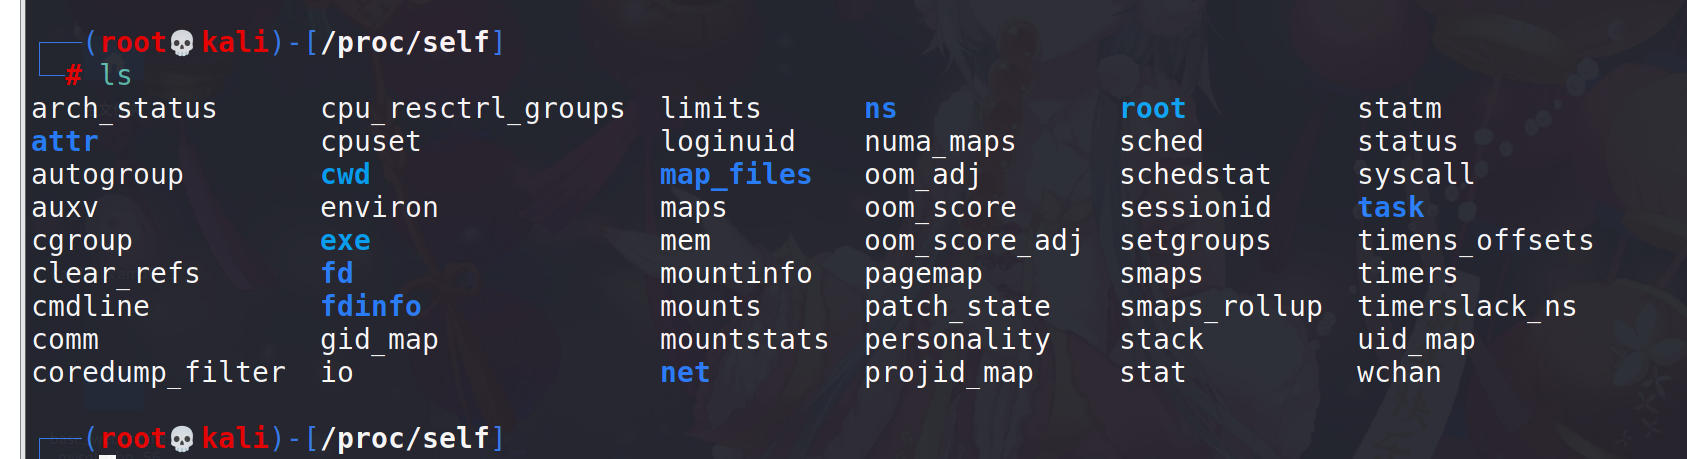 ┌──(root💀kali)-[/proc/self]
└─# ls
arch_status       cpu_resctrl_groups  limits      ns             root          statm
attr              cpuset              loginuid    numa_maps      sched         status
autogroup         cwd                 map_files   oom_adj        schedstat     syscall
auxv              environ             maps        oom_score      sessionid     task
cgroup            exe                 mem         oom_score_adj  setgroups     timens_offsets
clear_refs        fd                  mountinfo   pagemap        smaps         timers
cmdline           fdinfo              mounts      patch_state    smaps_rollup  timerslack_ns
comm              gid_map             mountstats  personality    stack         uid_map
coredump_filter   io                  net         projid_map     stat          wchan
┌──(root💀kali)-[/proc/self]